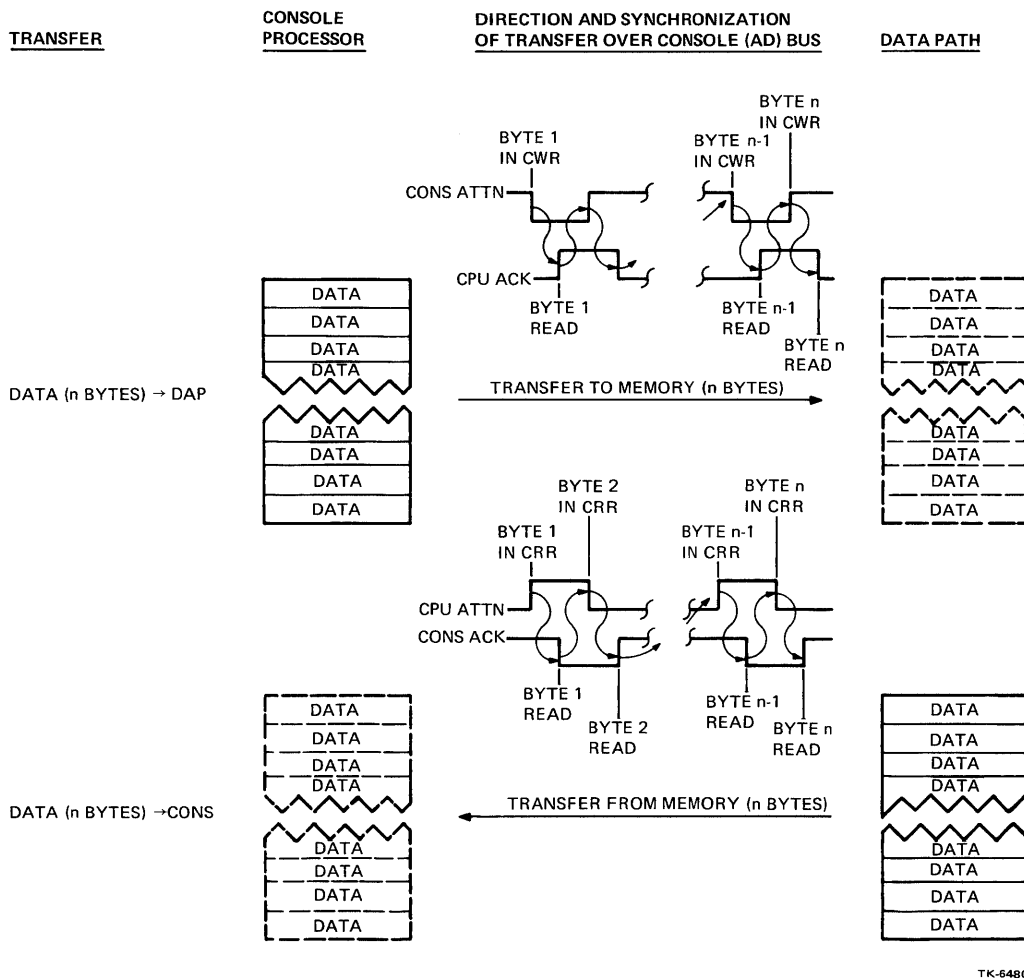 TRANSFER
CONSOLE
PROCESSOR
DIRECTION AND SYNCHRONIZATION
OF TRANSFER OVER CONSOLE (AD) BUS
DATA PATH
BYTE 1
IN CWR
BYTE n-1
IN CWR
BYTE n
IN CWR
CONS ATTN
CPU ACK
BYTE 1
READ
BYTE n-1
READ
BYTE n
READ
DATA
DATA
DATA
DATA
DATA
DATA
DATA
DATA
DATA (n BYTES) → DAP
TRANSFER TO MEMORY (n BYTES)
DATA
DATA
DATA
DATA
DATA
DATA
DATA
DATA
BYTE 1
IN CRR
BYTE 2
IN CRR
BYTE n-1
IN CRR
BYTE n
IN CRR
CPU ATTN
CONS ACK
BYTE 1
READ
BYTE 2
READ
BYTE n-1
READ
BYTE n
READ
DATA
DATA
DATA
DATA
DATA
DATA
DATA
DATA
DATA (n BYTES) →CONS
TRANSFER FROM MEMORY (n BYTES)
DATA
DATA
DATA
DATA
DATA
DATA
DATA
DATA
TK-6480